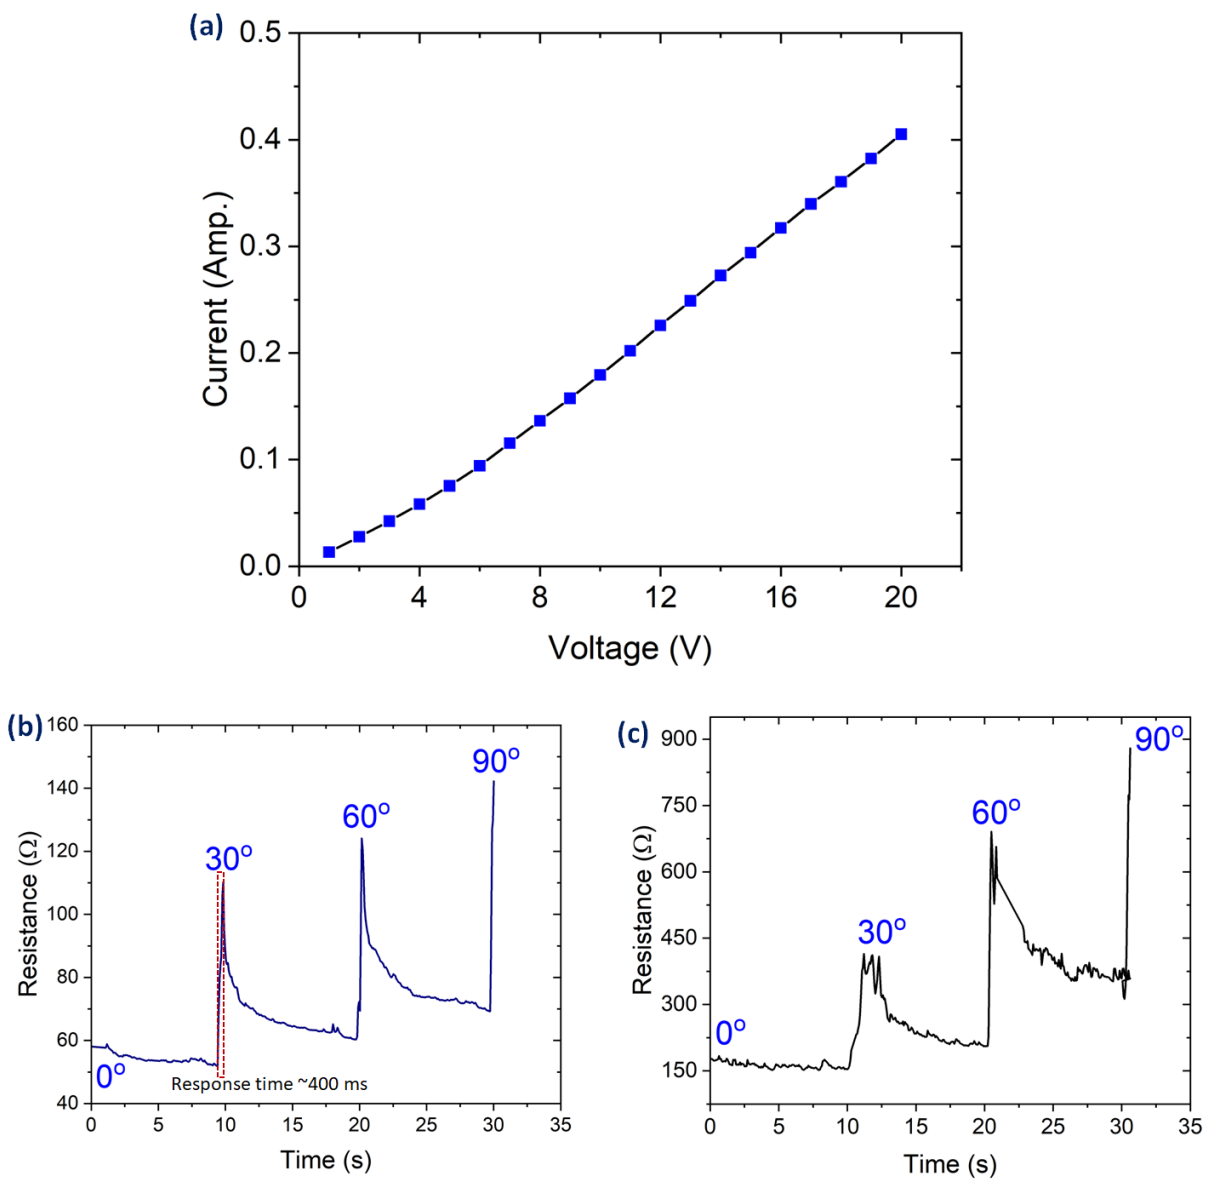 (a)
0.5
0.4
0.3
0.2
0.1
0.0
Current (Amp.)
0 4 8 12 16 20
Voltage (V)
(b)
160
140
120
100
80
60
40
Resistance (Ω)
0°
30°
60°
90°
Response time ~400 ms
0 5 10 15 20 25 30 35
Time (s)
(c)
900
750
600
450
300
150
Resistance (Ω)
0°
30°
60°
90°
0 5 10 15 20 25 30 35
Time (s)